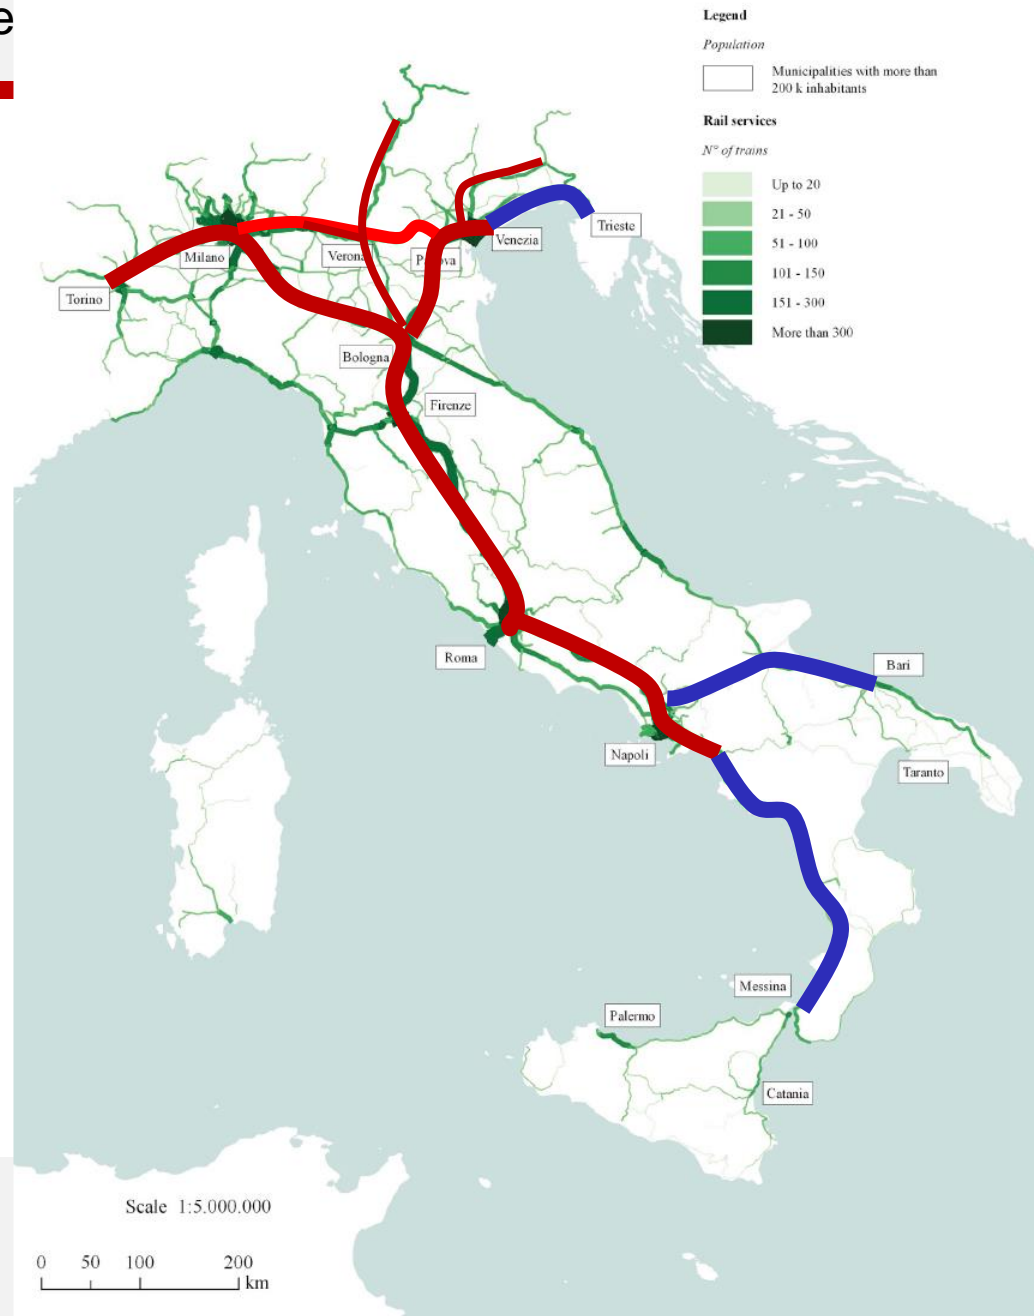 e
Legend
Population
Municipalities with more than
200 k inhabitants
Rail services
N° of trains
Up to 20
21 - 50
51 - 100
101 - 150
151 - 300
More than 300
Trieste
Venezia
Milano
Verona
Torino
Bologna
Firenze
Roma
Bari
Napoli
Taranto
Messina
Palermo
Catania
Scale 1:5.000.000
0 50 100 200
km